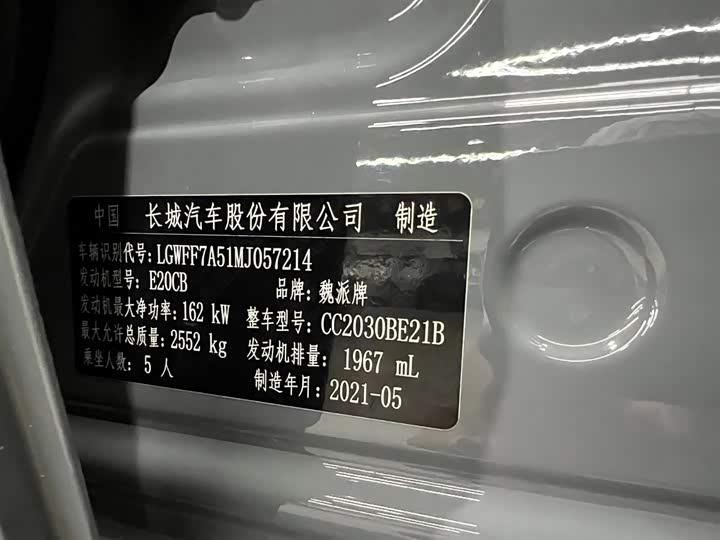 中国 长城汽车股份有限公司 制造
车辆识别代号: LGWFF7A51MJ057214
发动机型号: E20CB 品牌: 魏派牌
发动机最大净功率: 162 kW 整车型号: CC2030BE21B
最大允许总质量: 2552 kg 发动机排量: 1967 mL
乘坐人数: 5 人 制造年月: 2021-05